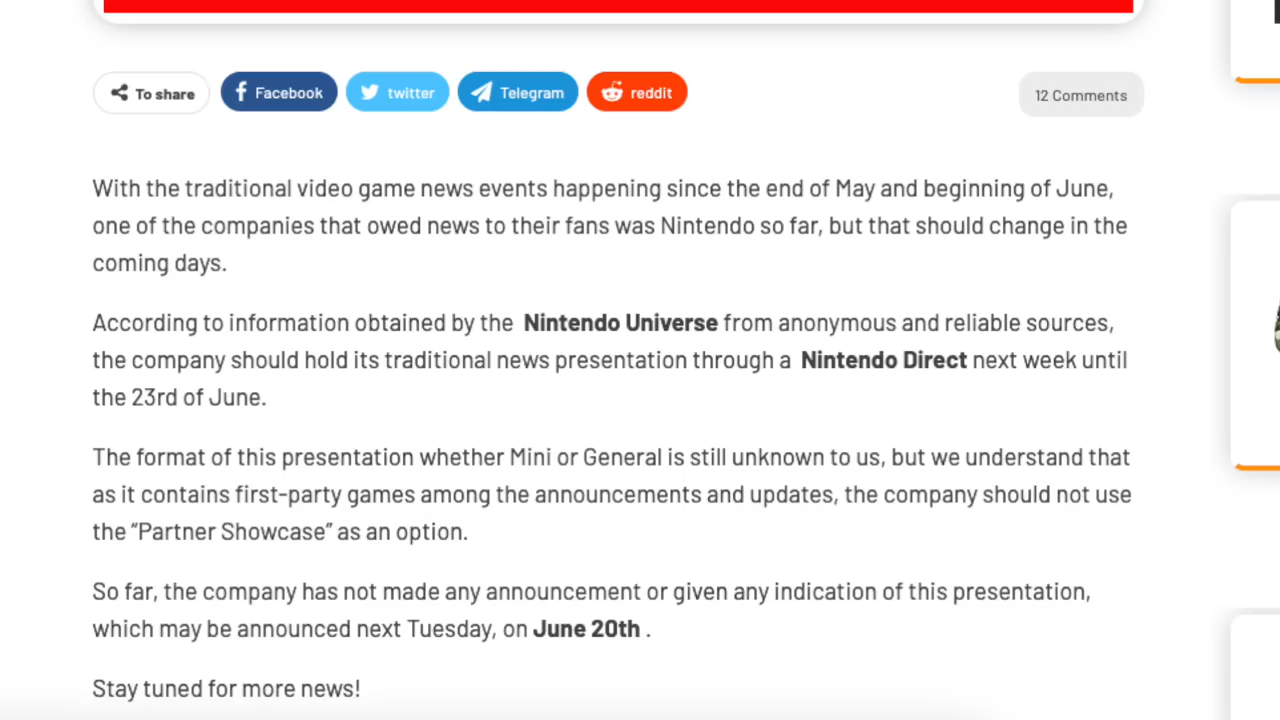 To share Facebook twitter Telegram reddit 12 Comments
With the traditional video game news events happening since the end of May and beginning of June,
one of the companies that owed news to their fans was Nintendo so far, but that should change in the
coming days.
According to information obtained by the Nintendo Universe from anonymous and reliable sources,
the company should hold its traditional news presentation through a Nintendo Direct next week until
the 23rd of June.
The format of this presentation whether Mini or General is still unknown to us, but we understand that
as it contains first-party games among the announcements and updates, the company should not use
the “Partner Showcase” as an option.
So far, the company has not made any announcement or given any indication of this presentation,
which may be announced next Tuesday, on June 20th .
Stay tuned for more news!